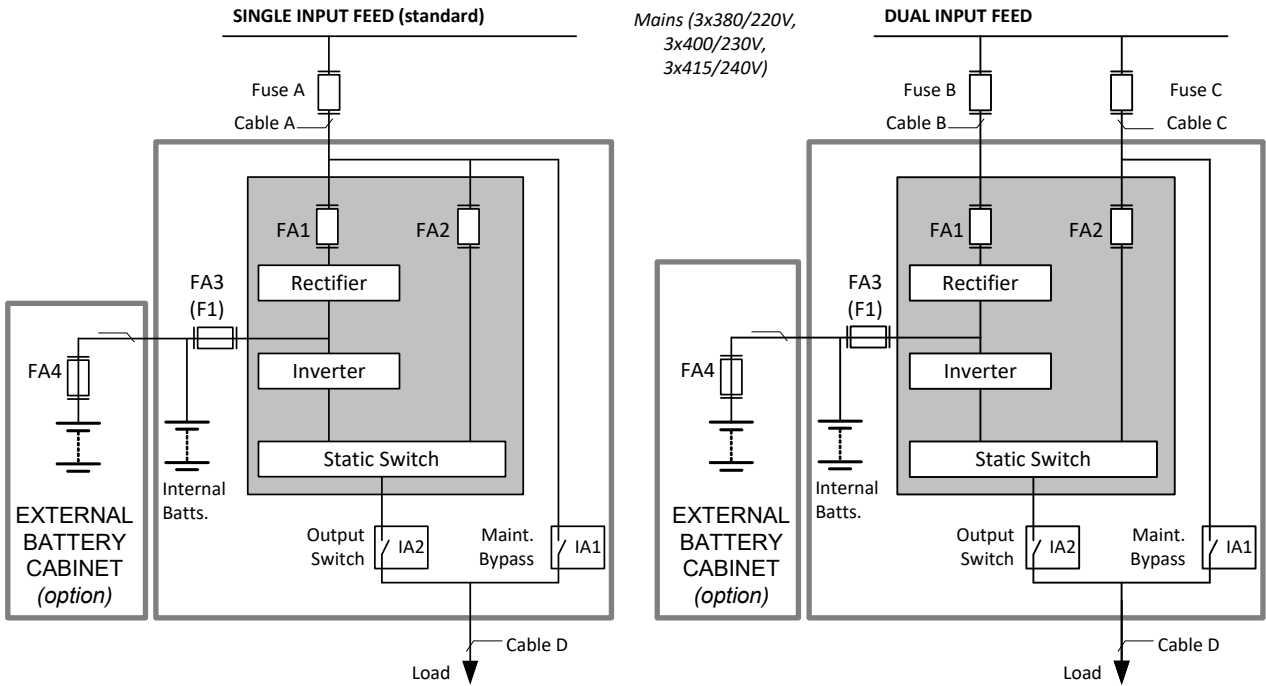 SINGLE INPUT FEED (standard)
Mains (3x380/220V,
3x400/230V,
3x415/240V)
DUAL INPUT FEED
Fuse A
Cable A
FA1
FA2
Rectifier
FA3
(F1)
Inverter
FA4
Static Switch
Internal
Batts.
EXTERNAL
BATTERY
CABINET
(option)
Output
Switch
IA2
Maint.
Bypass
IA1
Cable D
Load
Fuse B
Fuse C
Cable B
Cable C
FA1
FA2
Rectifier
FA3
(F1)
Inverter
FA4
Static Switch
Internal
Batts.
EXTERNAL
BATTERY
CABINET
(option)
Output
Switch
IA2
Maint.
Bypass
IA1
Cable D
Load